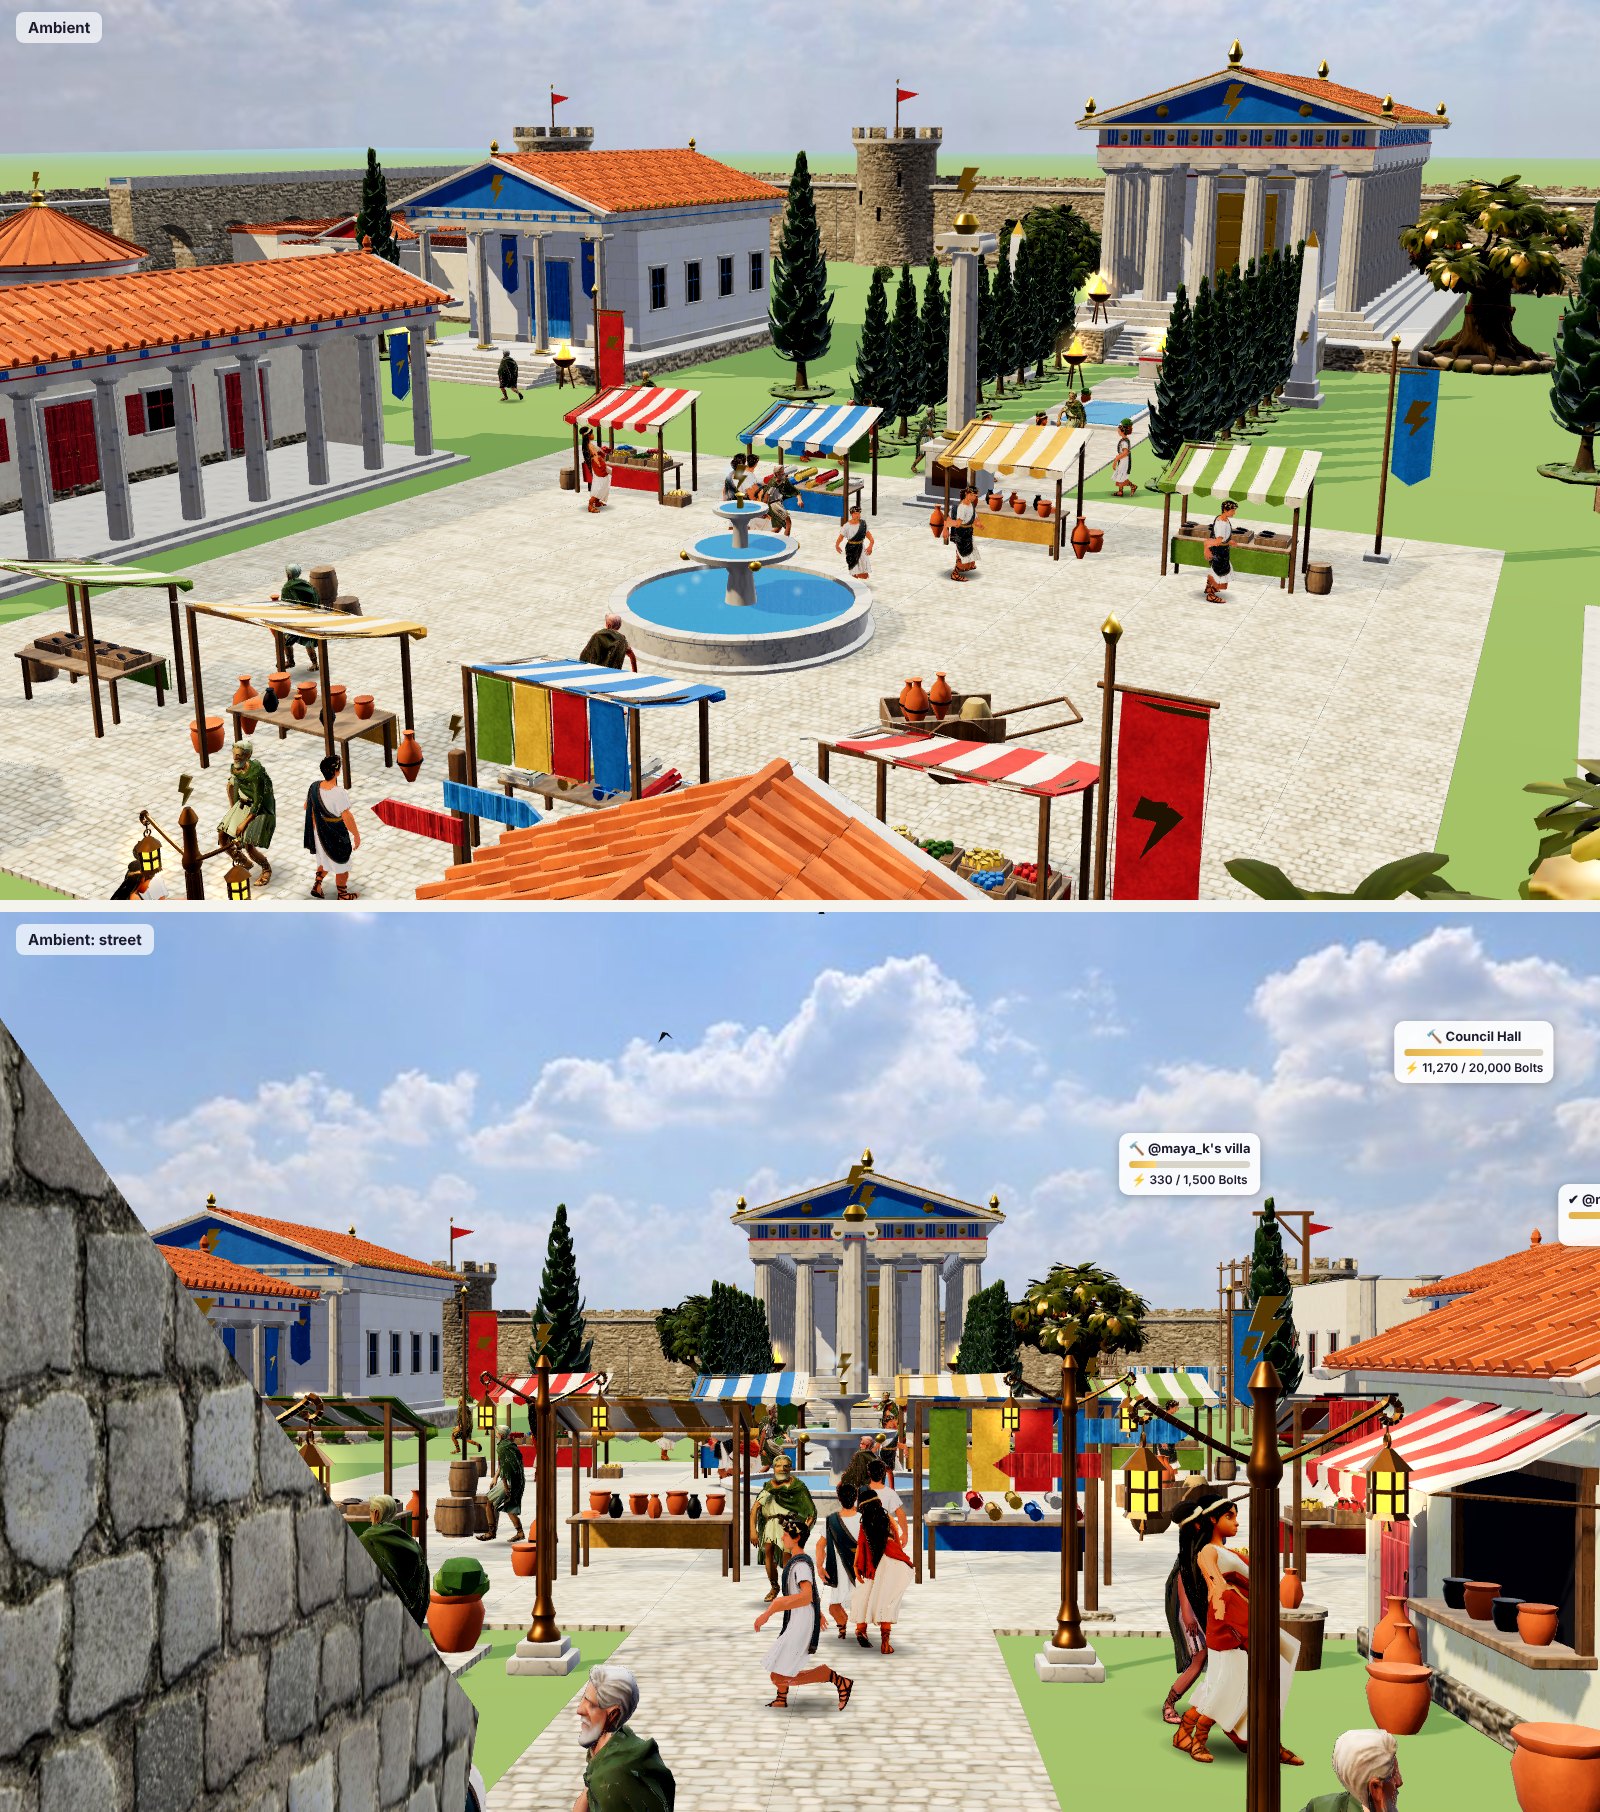 Ambient
Ambient: street
🔨 Council Hall
⚡ 11,270 / 20,000 Bolts
🔨 @maya_k's villa
⚡ 330 / 1,500 Bolts
✔ @